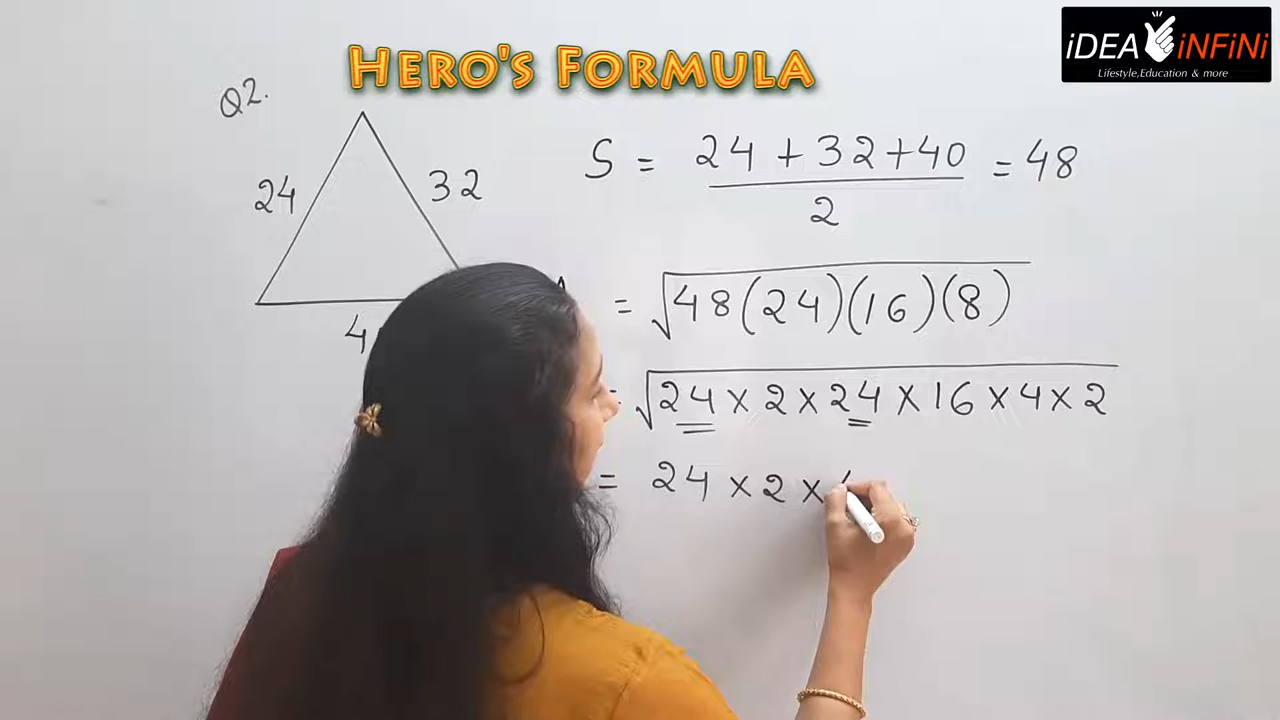 HERO'S FORMULA
iDEA iNFiNi
Lifestyle,Education & more
Q2.
24
32
S = 24 + 32 + 40 / 2 = 48
= √48(24)(16)(8)
= √24 × 2 × 24 × 16 × 4 × 2
= 24 × 2 ×